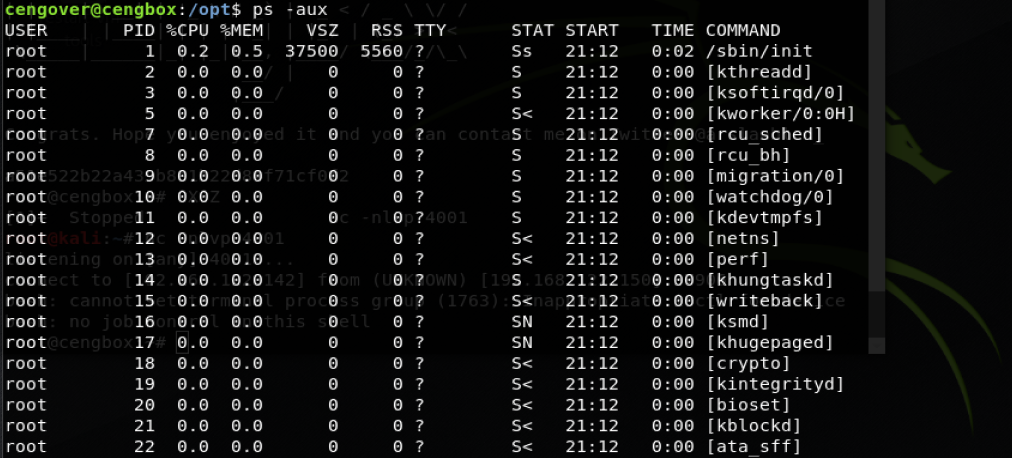 cengover@cengbox:/opt$ ps -aux
USER PID %CPU %MEM VSZ RSS TTY STAT START TIME COMMAND
root 1 0.2 0.5 37500 5560 ? Ss 21:12 0:02 /sbin/init
root 2 0.0 0.0 0 0 ? S 21:12 0:00 [kthreadd]
root 3 0.0 0.0 0 0 ? S 21:12 0:00 [ksoftirqd/0]
root 5 0.0 0.0 0 0 ? S< 21:12 0:00 [kworker/0:0H]
root 7 0.0 0.0 0 0 ? S 21:12 0:00 [rcu_sched]
root 8 0.0 0.0 0 0 ? S 21:12 0:00 [rcu_bh]
root 9 0.0 0.0 0 0 ? S 21:12 0:00 [migration/0]
root 10 0.0 0.0 0 0 ? S 21:12 0:00 [watchdog/0]
root 11 0.0 0.0 0 0 ? S 21:12 0:00 [kdevtmpfs]
root 12 0.0 0.0 0 0 ? S< 21:12 0:00 [netns]
root 13 0.0 0.0 0 0 ? S< 21:12 0:00 [perf]
root 14 0.0 0.0 0 0 ? S 21:12 0:00 [khungtaskd]
root 15 0.0 0.0 0 0 ? S< 21:12 0:00 [writeback]
root 16 0.0 0.0 0 0 ? SN 21:12 0:00 [ksmd]
root 17 0.0 0.0 0 0 ? SN 21:12 0:00 [khugepaged]
root 18 0.0 0.0 0 0 ? S< 21:12 0:00 [crypto]
root 19 0.0 0.0 0 0 ? S< 21:12 0:00 [kintegrityd]
root 20 0.0 0.0 0 0 ? S< 21:12 0:00 [bioset]
root 21 0.0 0.0 0 0 ? S< 21:12 0:00 [kblockd]
root 22 0.0 0.0 0 0 ? S< 21:12 0:00 [ata_sff]